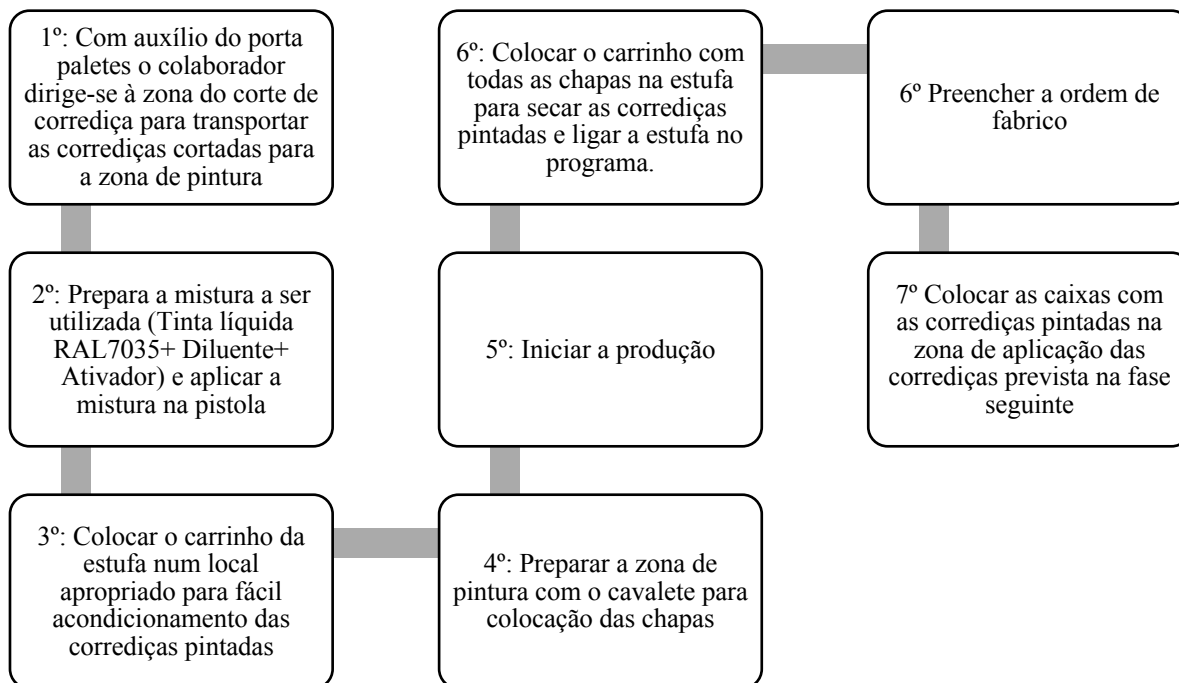 1º: Com auxílio do porta
paletes o colaborador
dirige-se à zona do corte de
corrediça para transportar
as corrediças cortadas para
a zona de pintura
2º: Prepara a mistura a ser
utilizada (Tinta líquida
RAL7035+ Diluente+
Ativador) e aplicar a
mistura na pistola
3º: Colocar o carrinho da
estufa num local
apropriado para fácil
acondicionamento das
corrediças pintadas
4º: Preparar a zona de
pintura com o cavalete para
colocação das chapas
5º: Iniciar a produção
6º: Colocar o carrinho com
todas as chapas na estufa
para secar as corrediças
pintadas e ligar a estufa no
programa.
6º Preencher a ordem de
fabrico
7º Colocar as caixas com
as corrediças pintadas na
zona de aplicação das
corrediças prevista na fase
seguinte